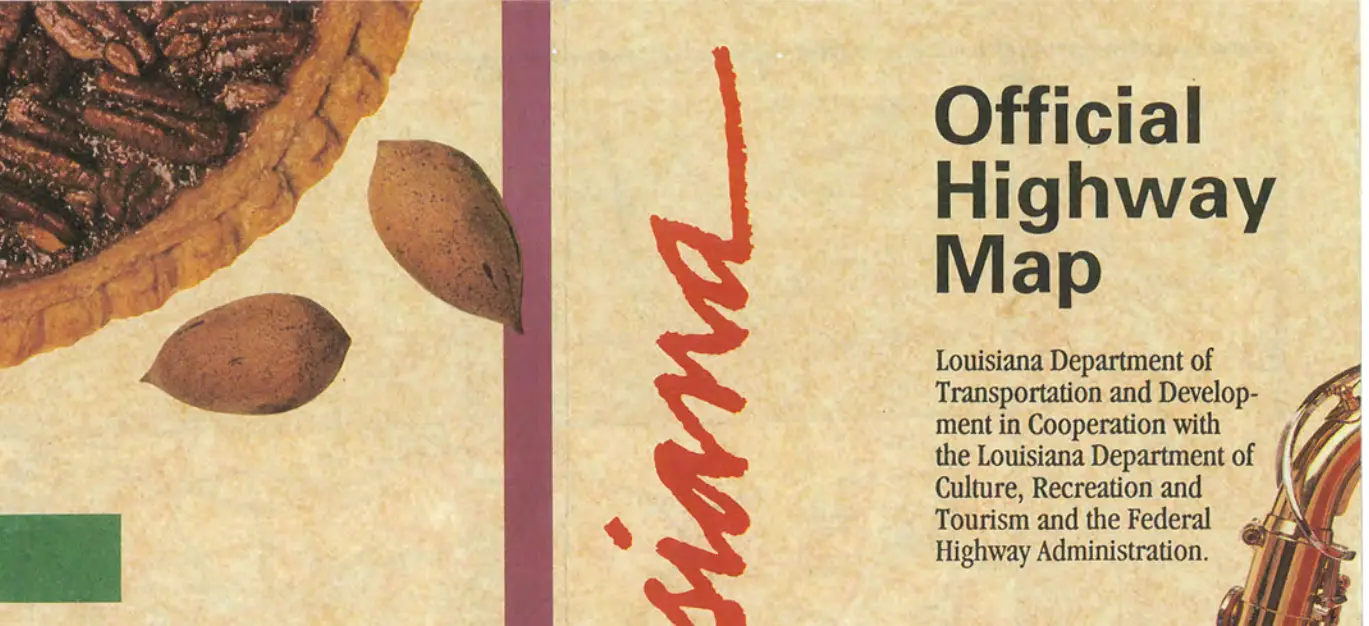 siana
Official
Highway
Map
Louisiana Department of
Transportation and Develop-
ment in Cooperation with
the Louisiana Department of
Culture, Recreation and
Tourism and the Federal
Highway Administration.